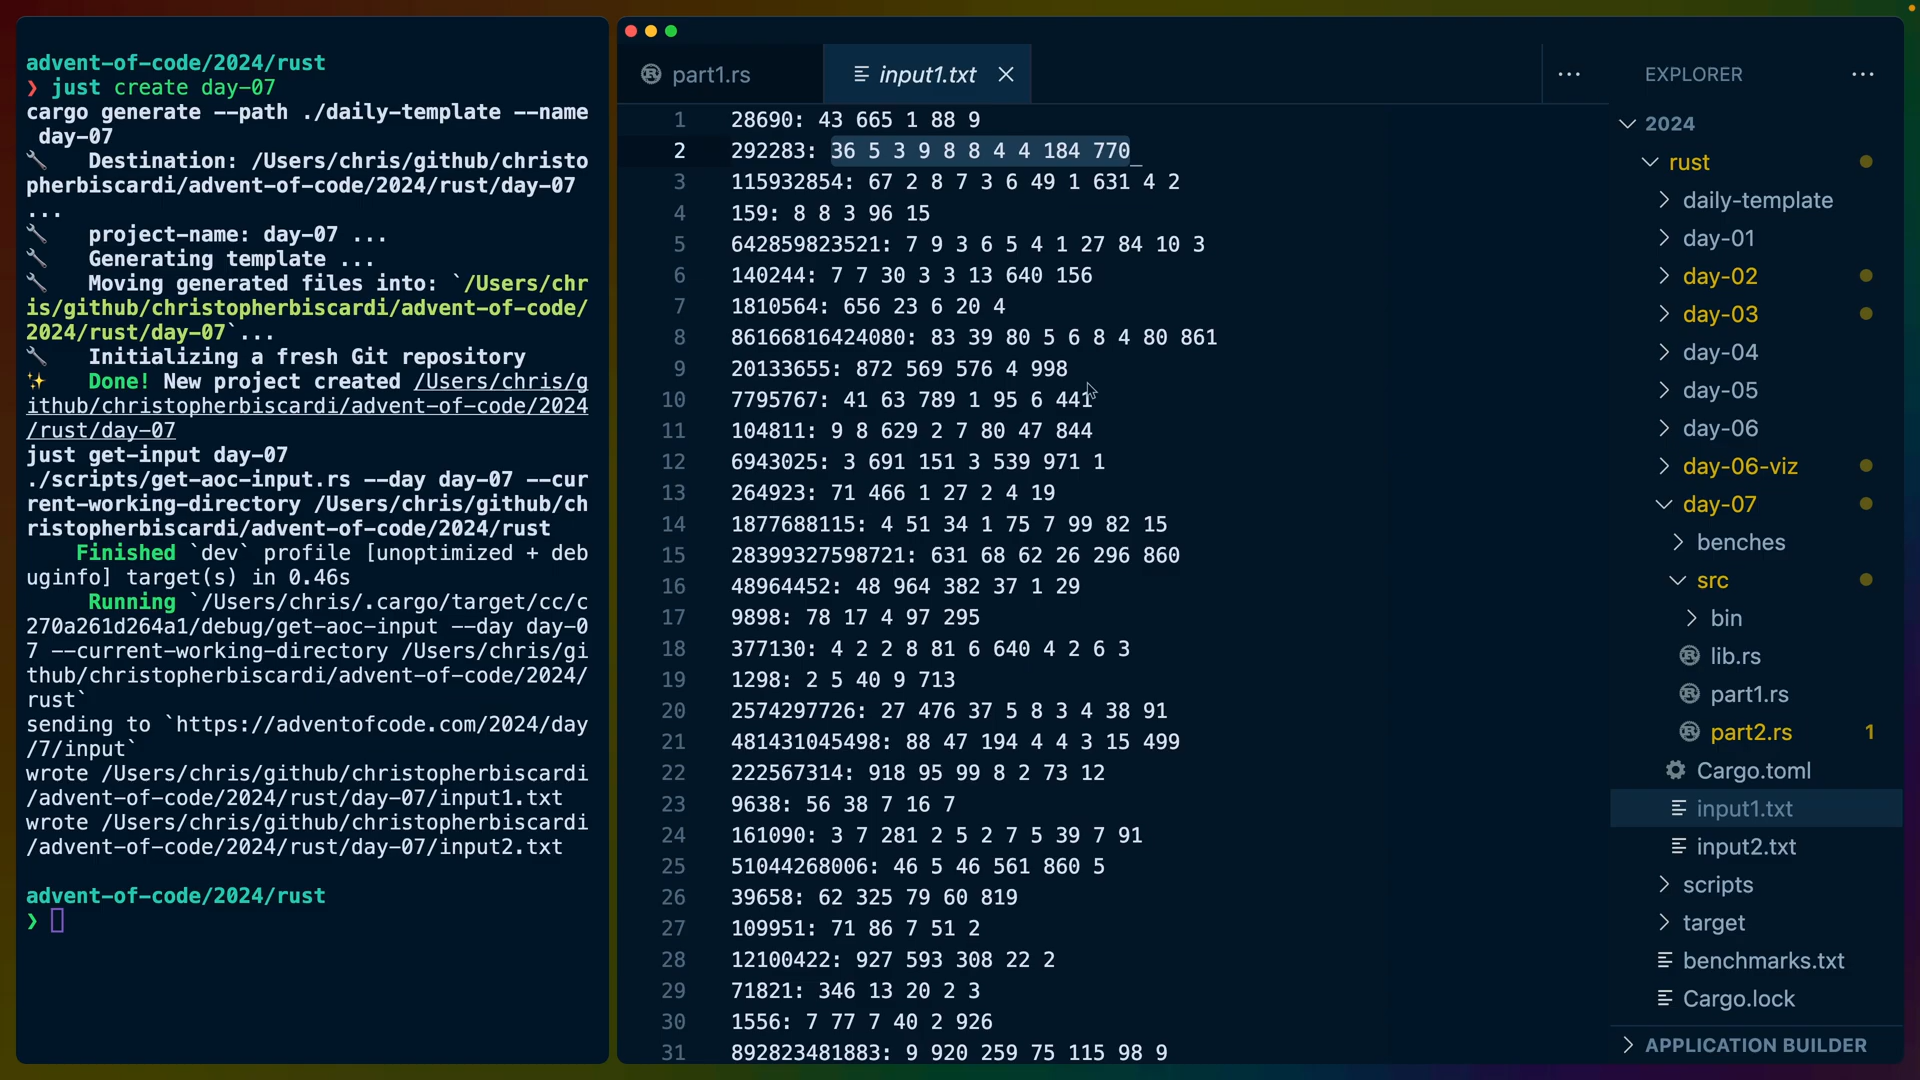 advent-of-code/2024/rust
❯ just create day-07
cargo generate --path ./daily-template --name
day-07
🔧 Destination: /Users/chris/github/christo
pherbiscardi/advent-of-code/2024/rust/day-07
...
🔧 project-name: day-07 ...
🔧 Generating template ...
🔧 Moving generated files into: `/Users/chr
is/github/christopherbiscardi/advent-of-code/
2024/rust/day-07`...
🔧 Initializing a fresh Git repository
✨ Done! New project created /Users/chris/g
ithub/christopherbiscardi/advent-of-code/2024
/rust/day-07
just get-input day-07
./scripts/get-aoc-input.rs --day day-07 --cur
rent-working-directory /Users/chris/github/ch
ristopherbiscardi/advent-of-code/2024/rust
Finished `dev` profile [unoptimized + deb
uginfo] target(s) in 0.46s
Running `/Users/chris/.cargo/target/cc/c
270a261d264a1/debug/get-aoc-input --day day-0
7 --current-working-directory /Users/chris/gi
thub/christopherbiscardi/advent-of-code/2024/
rust`
sending to `https://adventofcode.com/2024/day
/7/input`
wrote /Users/chris/github/christopherbiscardi
/advent-of-code/2024/rust/day-07/input1.txt
wrote /Users/chris/github/christopherbiscardi
/advent-of-code/2024/rust/day-07/input2.txt
advent-of-code/2024/rust
❯
part1.rs
input1.txt
1 28690: 43 665 1 88 9
2 292283: 36 5 3 9 8 8 4 4 184 770
3 115932854: 67 2 8 7 3 6 49 1 631 4 2
4 159: 8 8 3 96 15
5 642859823521: 7 9 3 6 5 4 1 27 84 10 3
6 140244: 7 7 30 3 3 13 640 156
7 1810564: 656 23 6 20 4
8 86166816424080: 83 39 80 5 6 8 4 80 861
9 20133655: 872 569 576 4 998
10 7795767: 41 63 789 1 95 6 441
11 104811: 9 8 629 2 7 80 47 844
12 6943025: 3 691 151 3 539 971 1
13 264923: 71 466 1 27 2 4 19
14 1877688115: 4 51 34 1 75 7 99 82 15
15 28399327598721: 631 68 62 26 296 860
16 48964452: 48 964 382 37 1 29
17 9898: 78 17 4 97 295
18 377130: 4 2 2 8 81 6 640 4 2 6 3
19 1298: 2 5 40 9 713
20 2574297726: 27 476 37 5 8 3 4 38 91
21 481431045498: 88 47 194 4 4 3 15 499
22 222567314: 918 95 99 8 2 73 12
23 9638: 56 38 7 16 7
24 161090: 3 7 281 2 5 2 7 5 39 7 91
25 51044268006: 46 5 46 561 860 5
26 39658: 62 325 79 60 819
27 109951: 71 86 7 51 2
28 12100422: 927 593 308 22 2
29 71821: 346 13 20 2 3
30 1556: 7 77 7 40 2 926
31 892823481883: 9 920 259 75 115 98 9
EXPLORER
2024
rust
daily-template
day-01
day-02
day-03
day-04
day-05
day-06
day-06-viz
day-07
benches
src
bin
lib.rs
part1.rs
part2.rs 1
Cargo.toml
input1.txt
input2.txt
scripts
target
benchmarks.txt
Cargo.lock
APPLICATION BUILDER